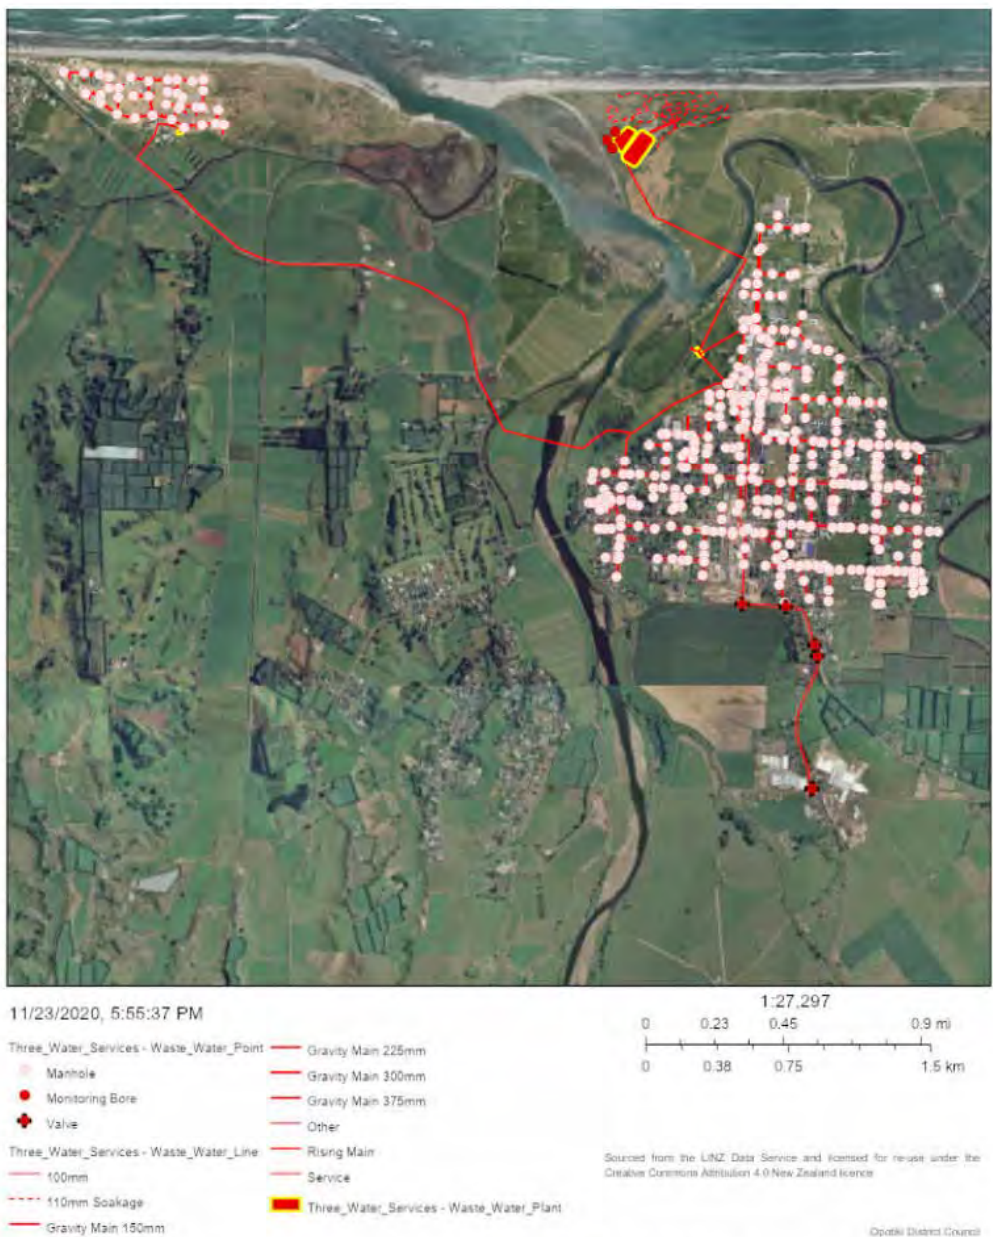 11/23/2020, 5:55:37 PM
Three_Water_Services - Waste_Water_Point
Manhole
Monitoring Bore
Valve
Three_Water_Services - Waste_Water_Line
100mm
110mm Soakage
Gravity Main 150mm
Gravity Main 225mm
Gravity Main 300mm
Gravity Main 375mm
Other
Rising Main
Service
Three_Water_Services - Waste_Water_Plant
1:27,297
0 0.23 0.45 0.9 mi
0 0.38 0.75 1.5 km
Sourced from the LINZ Data Service and licensed for re-use under the
Creative Commons Attribution 4.0 New Zealand licence
Opotiki District Council